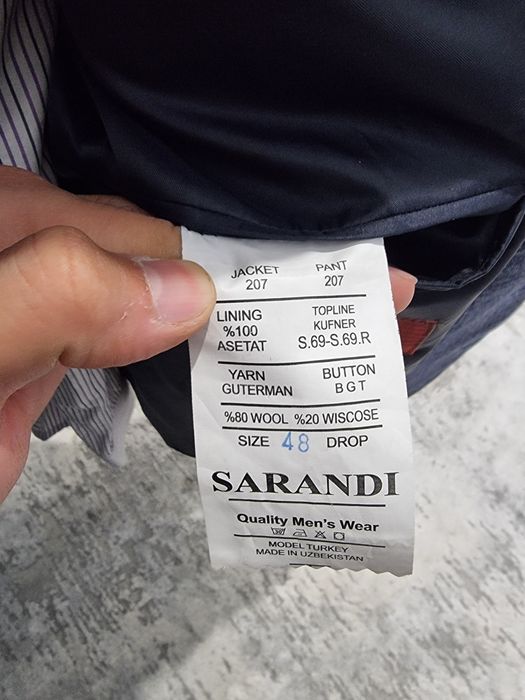 JACKET PANT
207 207
LINING TOPLINE
%100 KUFNER
ASETAT S.69-S.69.R
YARN BUTTON
GUTERMAN BGT
%80 WOOL %20 WISCOSE
SIZE 48 DROP
SARANDI
Quality Men's Wear
MODEL TURKEY
MADE IN UZBEKISTAN